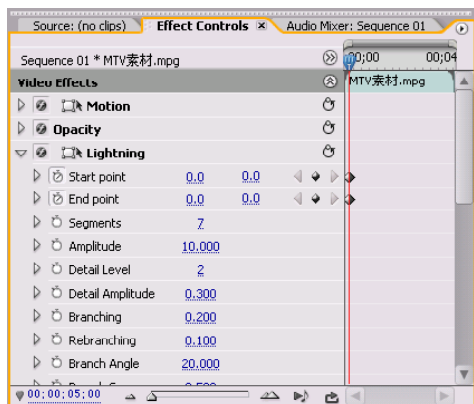 Source: (no clips) Effect Controls Audio Mixer: Sequence 01
Sequence 01 * MTV素材.mpg
00;00 00;04
Video Effects
MTV素材.mpg
Motion
Opacity
Lightning
Start point 0.0 0.0
End point 0.0 0.0
Segments 7
Amplitude 10.000
Detail Level 2
Detail Amplitude 0.300
Branching 0.200
Rebranching 0.100
Branch Angle 20.000
00;00;05;00